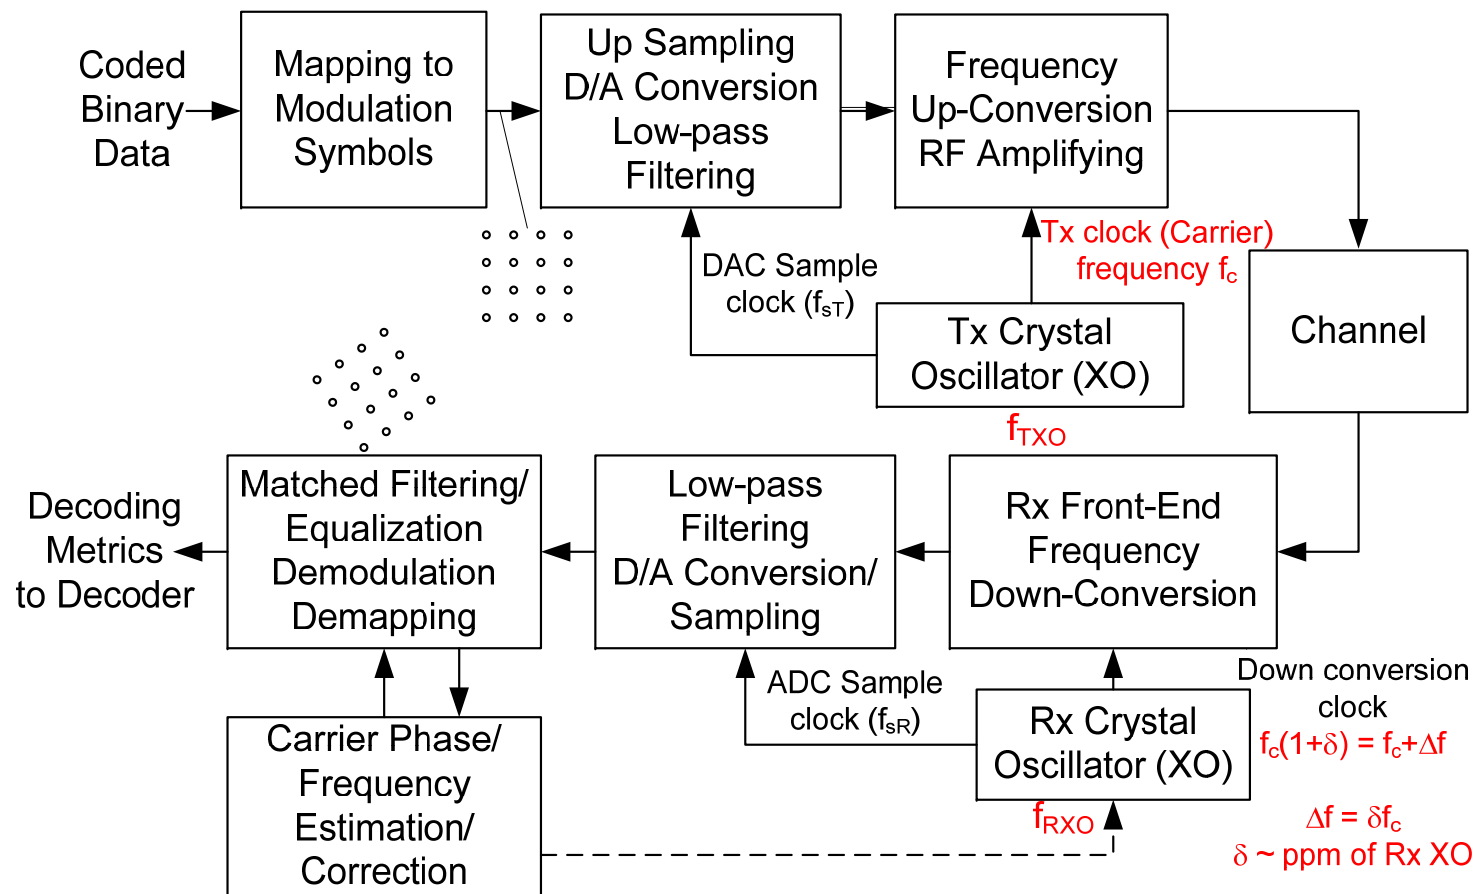 Coded
Binary
Data
Mapping to
Modulation
Symbols
Up Sampling
D/A Conversion
Low-pass
Filtering
Frequency
Up-Conversion
RF Amplifying
DAC Sample
clock (fsT)
Tx clock (Carrier)
frequency fc
Tx Crystal
Oscillator (XO)
fTXO
Channel
Decoding
Metrics
to Decoder
Matched Filtering/
Equalization
Demodulation
Demapping
Low-pass
Filtering
D/A Conversion/
Sampling
Rx Front-End
Frequency
Down-Conversion
ADC Sample
clock (fsR)
Rx Crystal
Oscillator (XO)
fRXO
Down conversion
clock
fc(1+δ) = fc+Δf
Δf = δfc
δ ~ ppm of Rx XO
Carrier Phase/
Frequency
Estimation/
Correction